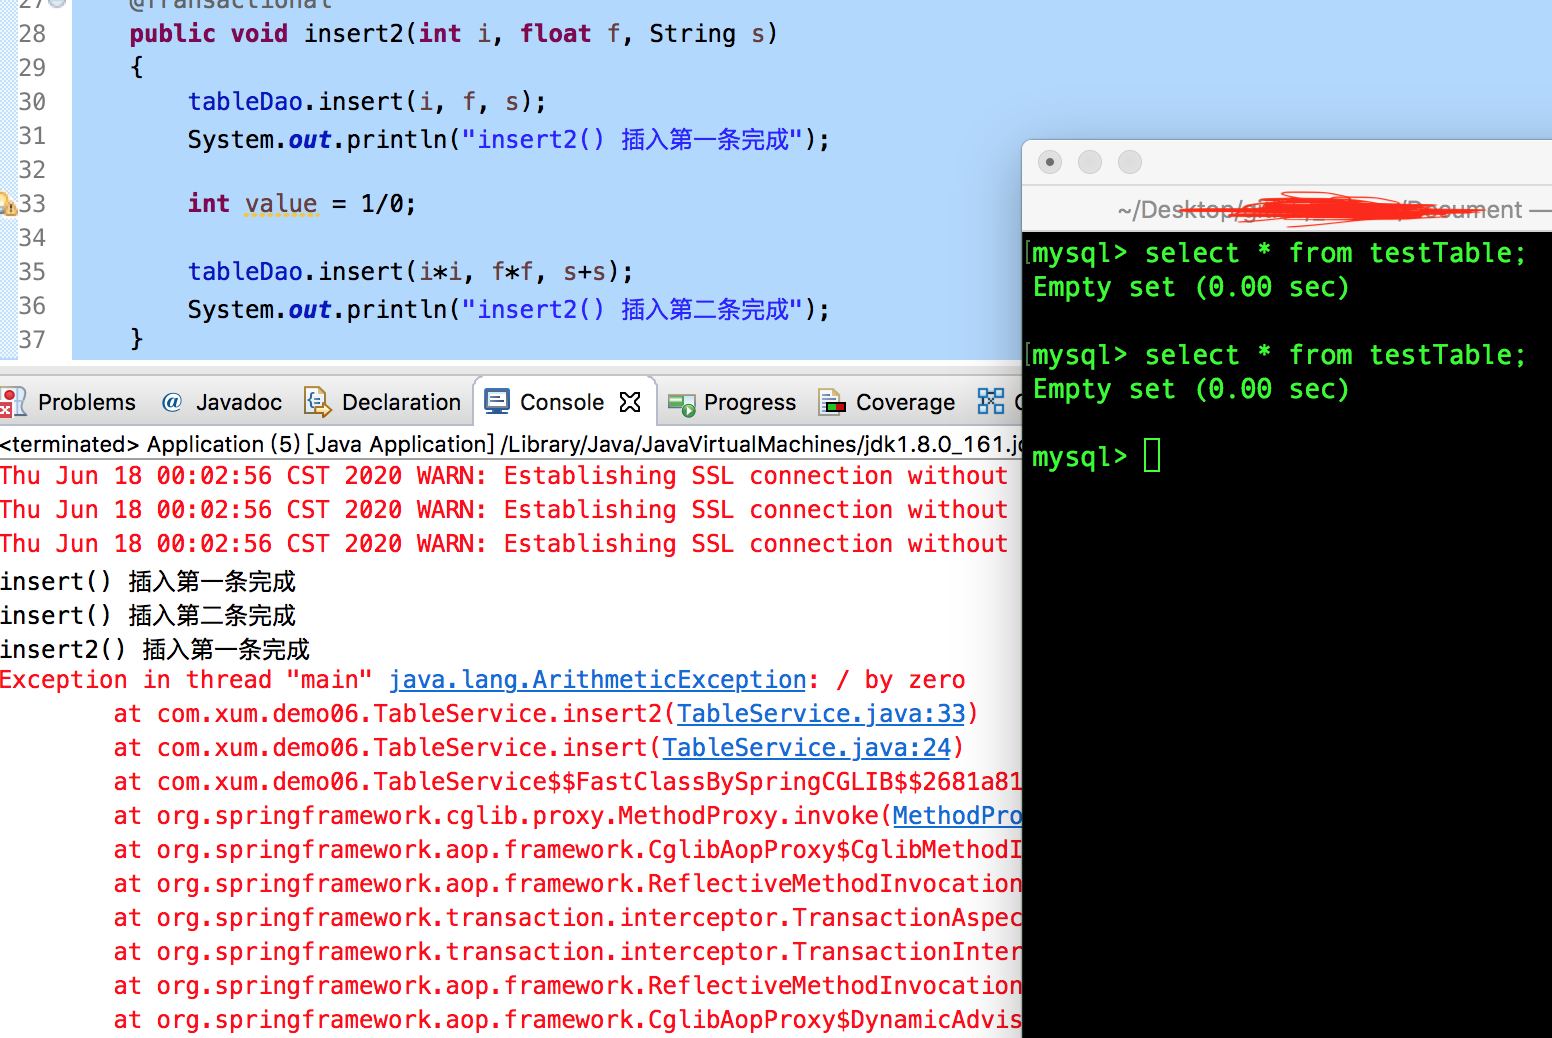 27 @Transactional
28 public void insert2(int i, float f, String s)
29 {
30 tableDao.insert(i, f, s);
31 System.out.println("insert2() 插入第一条完成");
32
33 int value = 1/0;
34
35 tableDao.insert(i*i, f*f, s+s);
36 System.out.println("insert2() 插入第二条完成");
37 }
Problems @ Javadoc Declaration Console Progress Coverage
<terminated> Application (5) [Java Application] /Library/Java/JavaVirtualMachines/jdk1.8.0_161.jd
Thu Jun 18 00:02:56 CST 2020 WARN: Establishing SSL connection without
Thu Jun 18 00:02:56 CST 2020 WARN: Establishing SSL connection without
Thu Jun 18 00:02:56 CST 2020 WARN: Establishing SSL connection without
insert() 插入第一条完成
insert() 插入第二条完成
insert2() 插入第一条完成
Exception in thread "main" java.lang.ArithmeticException: / by zero
at com.xum.demo06.TableService.insert2(TableService.java:33)
at com.xum.demo06.TableService.insert(TableService.java:24)
at com.xum.demo06.TableService$$FastClassBySpringCGLIB$$2681a81
at org.springframework.cglib.proxy.MethodProxy.invoke(MethodPro
at org.springframework.aop.framework.CglibAopProxy$CglibMethodI
at org.springframework.aop.framework.ReflectiveMethodInvocation
at org.springframework.transaction.interceptor.TransactionAspec
at org.springframework.transaction.interceptor.TransactionInter
at org.springframework.aop.framework.ReflectiveMethodInvocation
at org.springframework.aop.framework.CglibAopProxy$DynamicAdvis
~/Desktop/ /Document —
mysql> select * from testTable;
Empty set (0.00 sec)
mysql> select * from testTable;
Empty set (0.00 sec)
mysql>